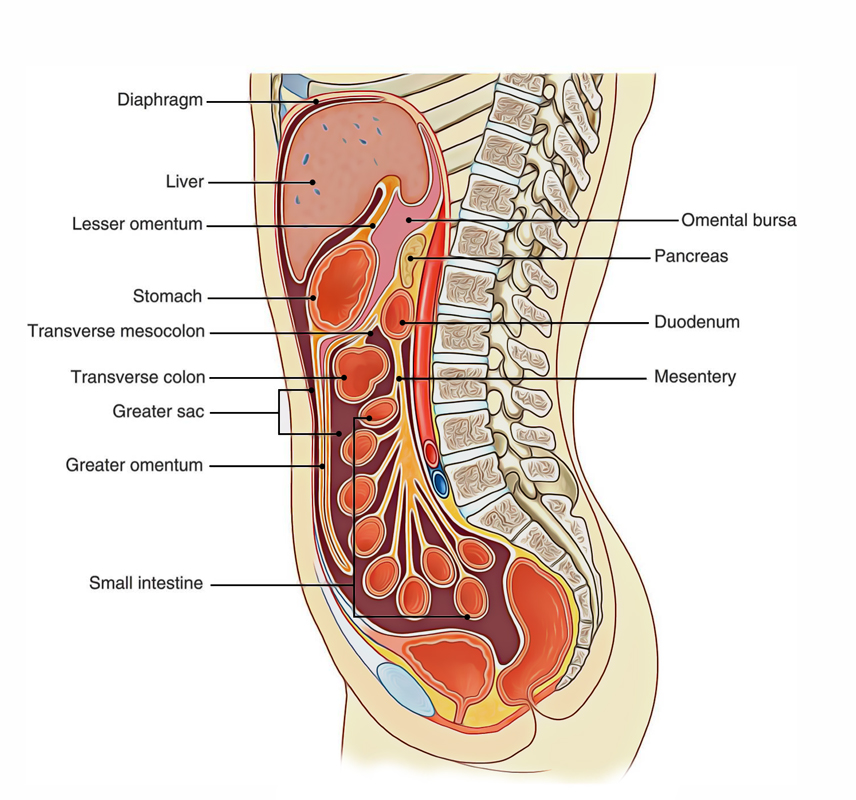 Diaphragm
Liver
Lesser omentum
Stomach
Transverse mesocolon
Transverse colon
Greater sac
Greater omentum
Small intestine
Omental bursa
Pancreas
Duodenum
Mesentery